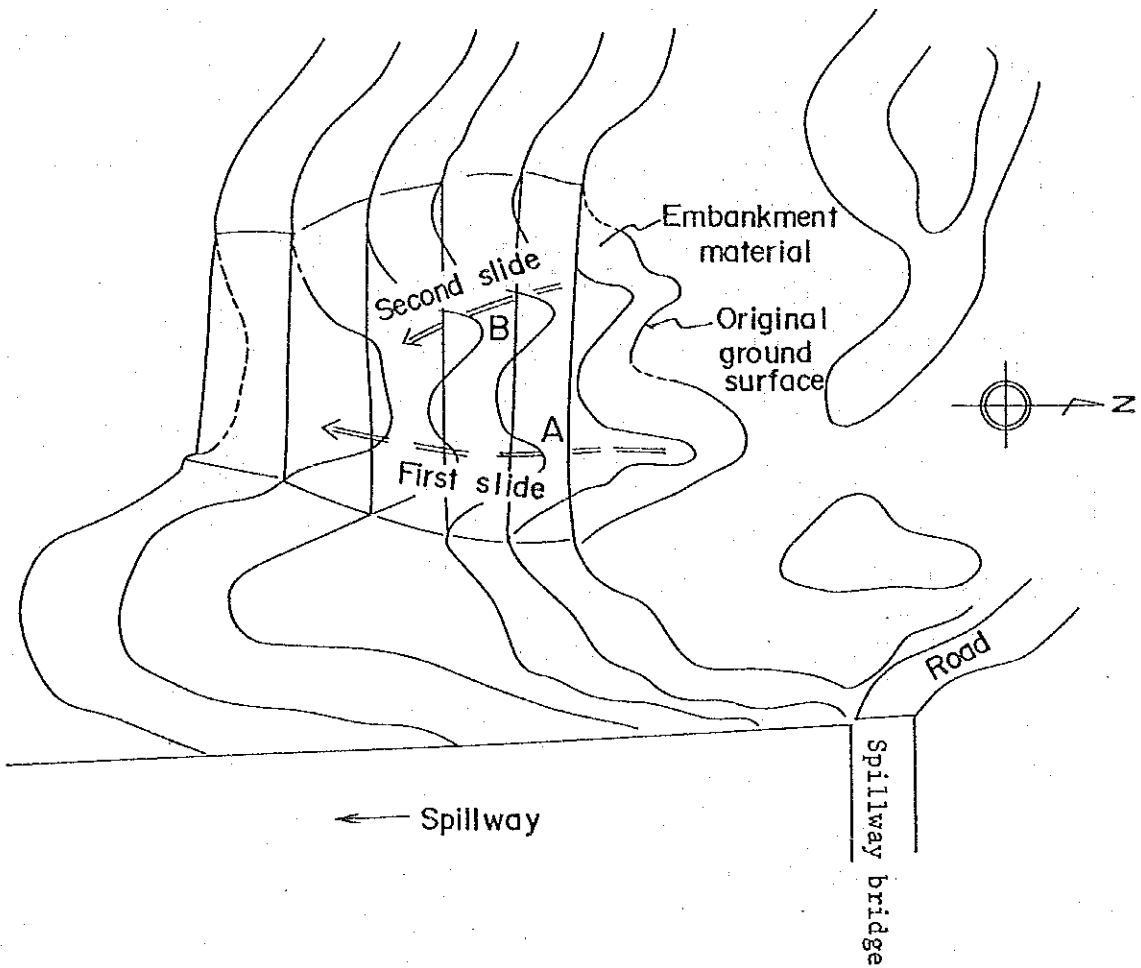 Embankment
material
Second slide
B
Original
ground
surface
N
A
First slide
Road
Spillway
Spillway bridge